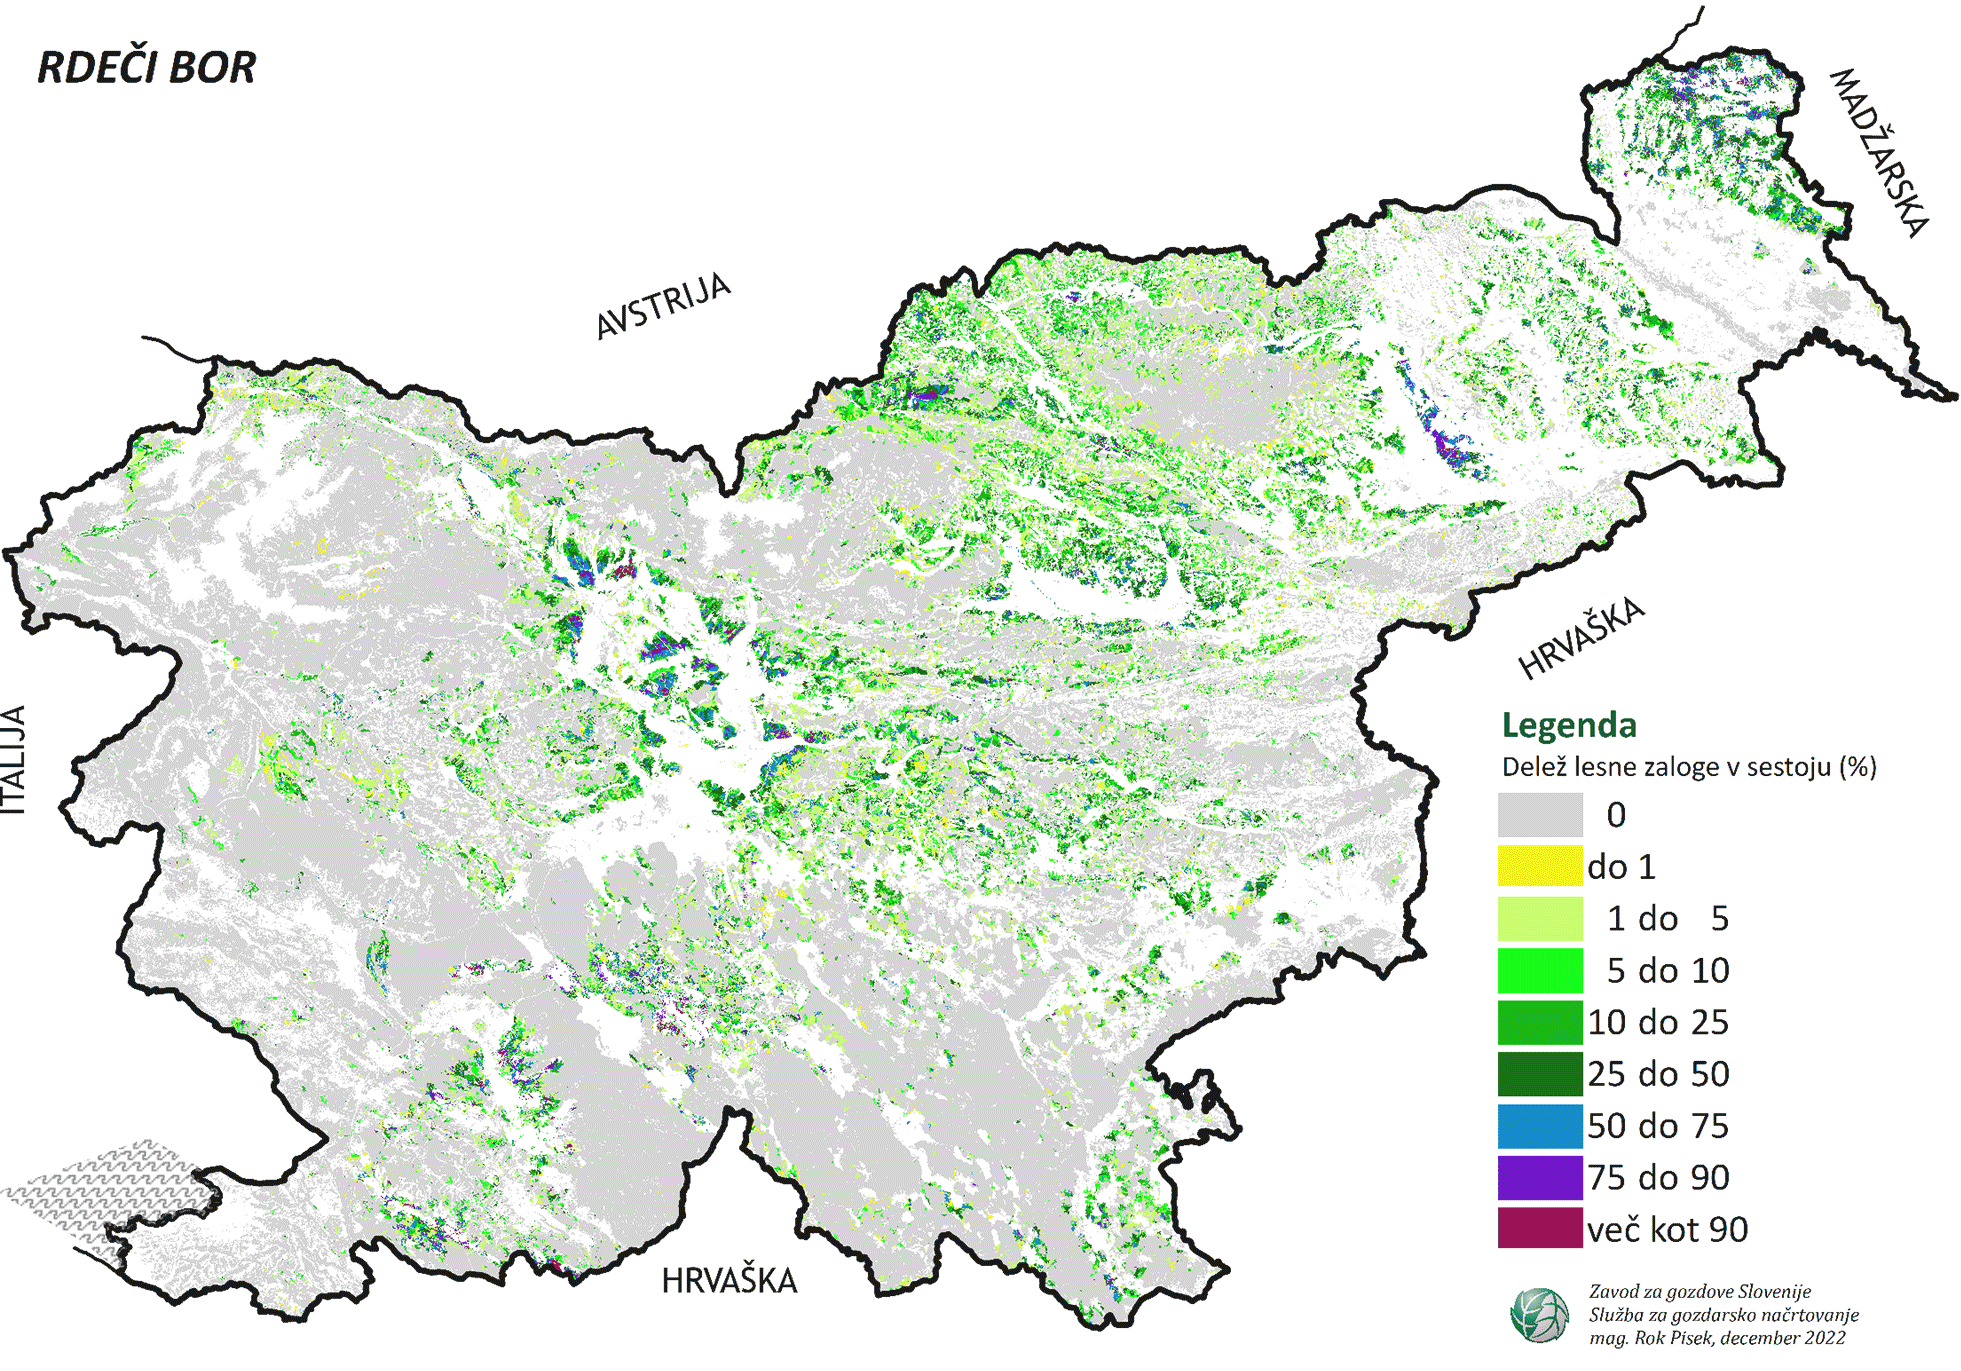 RDEČI BOR
MADŽARSKA
AVSTRIJA
HRVAŠKA
ITALIJA
HRVAŠKA
Legenda
Delež lesne zaloge v sestoju (%)
0
do 1
1 do 5
5 do 10
10 do 25
25 do 50
50 do 75
75 do 90
več kot 90
Zavod za gozdove Slovenije
Služba za gozdarsko načrtovanje
mag. Rok Pisek, december 2022